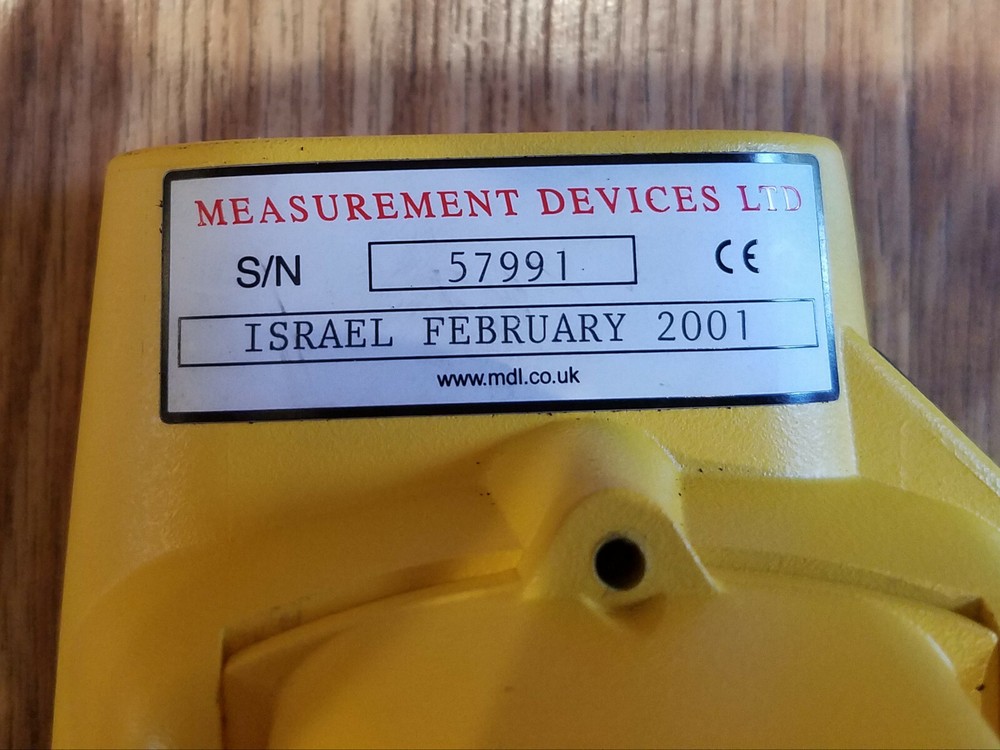 MEASUREMENT DEVICES LTD
S/N 57991 CE
ISRAEL FEBRUARY 2001
www.mdl.co.uk